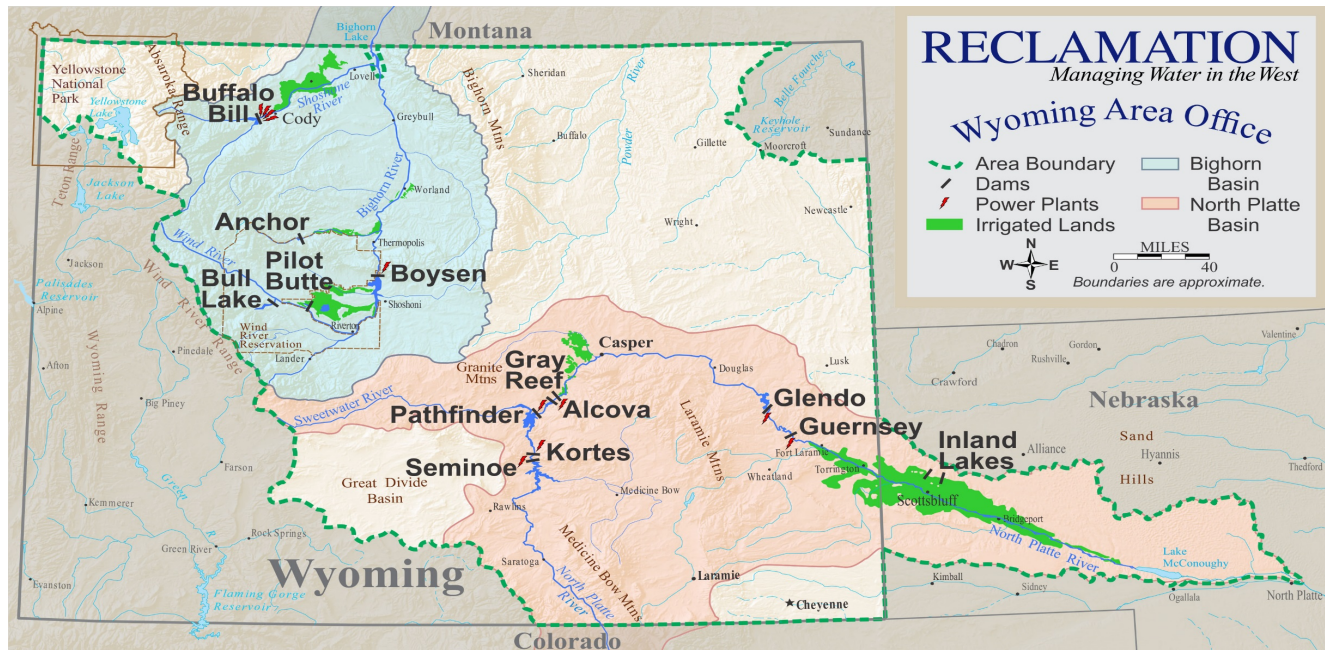 Bighorn
Lake
Montana
RECLAMATION
Managing Water in the West
Wyoming Area Office
Area Boundary
Dams
Power Plants
Irrigated Lands
Bighorn
Basin
North Platte
Basin
N
W
E
S
MILES
0
40
Boundaries are approximate.
Yellowstone
National
Park
Yellowstone
Lake
Absaroka Range
Teton Range
Jackson
Lake
Buffalo
Bill
Cody
Shoshone
River
Lovell
Greybull
Bighorn Mtns
Sheridan
Buffalo
Powder
River
Gillette
Belle Fourche
R
Keyhole
Reservoir
Sundance
Moorcroft
Bighorn River
Worland
Wright
Newcastle
Anchor
Thermopolis
Wind River
Pilot
Butte
Bull
Lake
Boysen
Shoshoni
Riverton
Wind
River
Reservation
Lander
Jackson
Palisades
Reservoir
Alpine
Wind River Range
Wyoming Range
Afton
Pinedale
Big Piney
Granite
Mtns
Casper
Gray
Reef
Sweetwater River
Pathfinder
Alcova
Kortes
Seminoe
Great Divide
Basin
Douglas
Lusk
Laramie Mtns
Glendo
Guernsey
Fort Laramie
Torrington
Wheatland
Medicine Bow
Rawlins
Farson
Green
R
Kemmerer
Rock Springs
Green River
Evanston
Flaming Gorge
Reservoir
Wyoming
Saratoga
Medicine Bow Mtns
North Platte
River
Laramie
Cheyenne
Colorado
Chadron
Gordon
Rushville
Valentine
Crawford
Nebraska
Inland
Lakes
Alliance
Sand
Hills
Hyannis
Thedford
Scottsbluff
Bridgeport
North Platte
River
Lake
McConoughy
Kimball
Sidney
Ogallala
North Platte